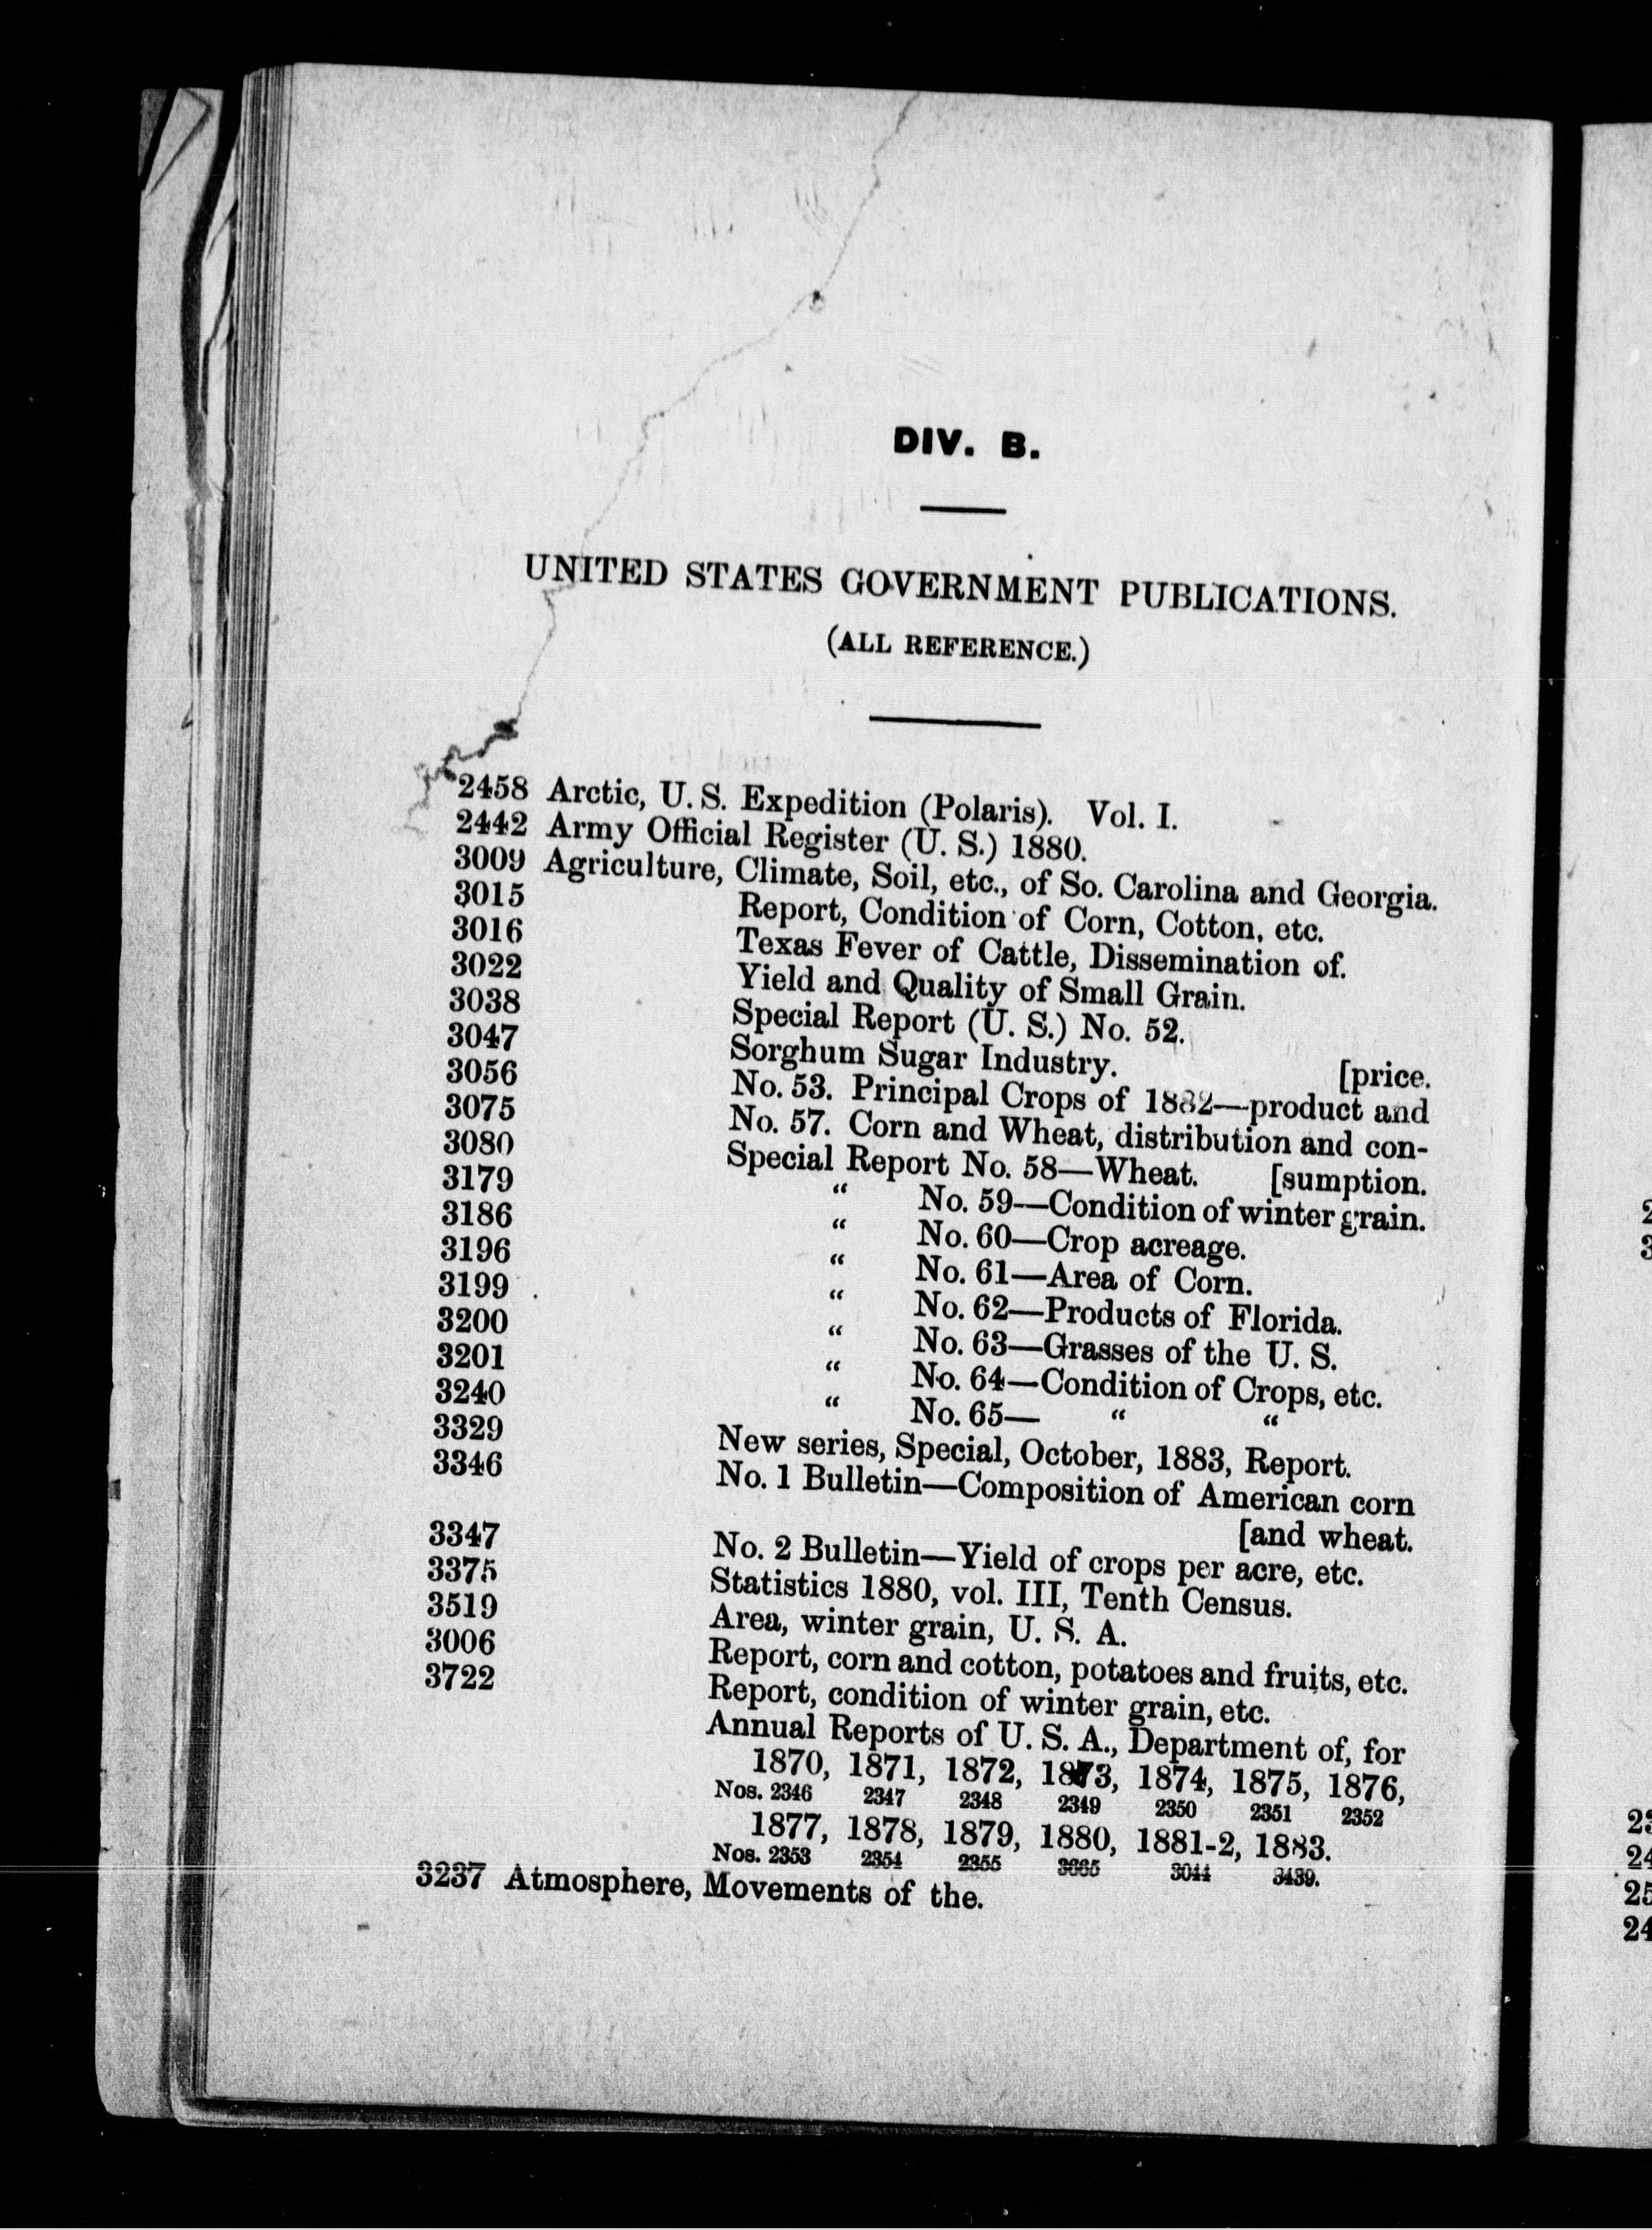 DIV. B.
UNITED STATES GOVERNMENT PUBLICATIONS.
(ALL REFERENCE.)
2458 Arctic, U. S. Expedition (Polaris). Vol. I.
2442 Army Official Register (U. S.) 1880.
3009 Agriculture, Climate, Soil, etc., of So. Carolina and Georgia.
3015 Report, Condition of Corn, Cotton, etc.
3016 Texas Fever of Cattle, Dissemination of.
3022 Yield and Quality of Small Grain.
3038 Special Report (U. S.) No. 52.
3047 Sorghum Sugar Industry. [price.
3056 No. 53. Principal Crops of 1882—product and
3075 No. 57. Corn and Wheat, distribution and con-
3080 Special Report No. 58—Wheat. [sumption.
3179 “ No. 59—Condition of winter grain.
3186 “ No. 60—Crop acreage.
3196 “ No. 61—Area of Corn.
3199 “ No. 62—Products of Florida.
3200 “ No. 63—Grasses of the U. S.
3201 “ No. 64—Condition of Crops, etc.
3240 “ No. 65— “ “
3329 New series, Special, October, 1883, Report.
3346 No. 1 Bulletin—Composition of American corn
[and wheat.
3347 No. 2 Bulletin—Yield of crops per acre, etc.
3375 Statistics 1880, vol. III, Tenth Census.
3519 Area, winter grain, U. S. A.
3006 Report, corn and cotton, potatoes and fruits, etc.
3722 Report, condition of winter grain, etc.
Annual Reports of U. S. A., Department of, for
1870, 1871, 1872, 1873, 1874, 1875, 1876,
Nos. 2346 2347 2348 2349 2350 2351 2352
1877, 1878, 1879, 1880, 1881-2, 1883.
Nos. 2353 2354 2355 3044 3439.
3237 Atmosphere, Movements of the.